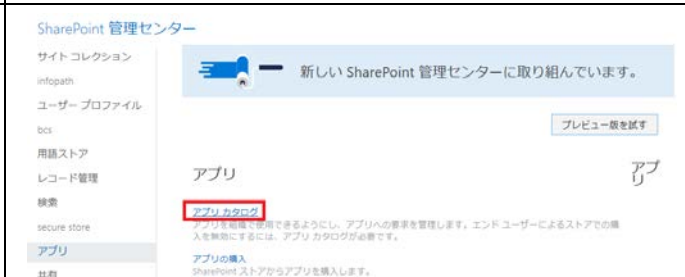 SharePoint 管理センター
サイト コレクション
infopath
ユーザー プロファイル
bcs
用語ストア
レコード管理
検索
secure store
アプリ
共有
新しい SharePoint 管理センターに取り組んでいます。
プレビュー版を試す
アプリ
アプ
リ
アプリ カタログ
アプリを組織で使用できるようにし、アプリへの要求を管理します。エンド ユーザーによるストアでの購
入を無効にするには、アプリ カタログが必要です。
アプリの購入
SharePoint ストアからアプリを購入します。